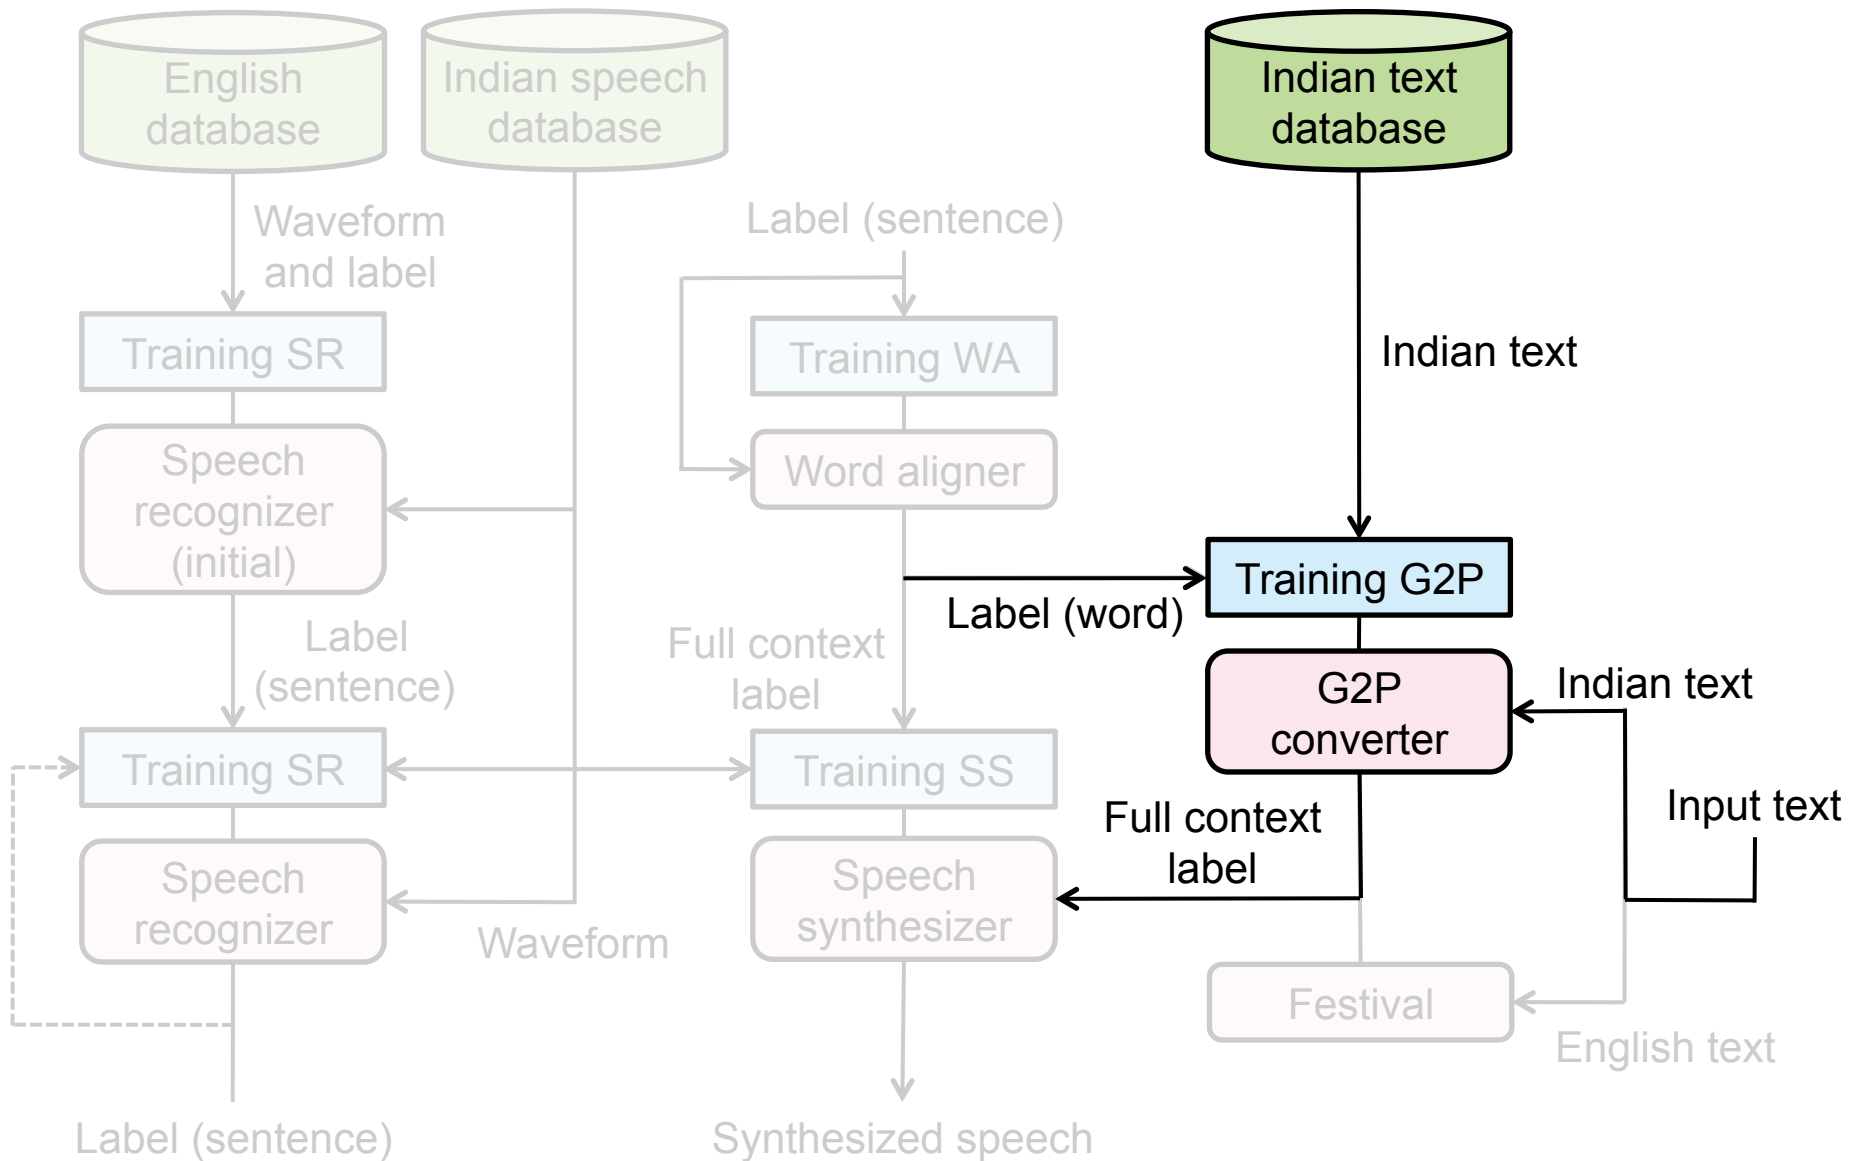 English
database
Indian speech
database
Indian text
database
Waveform
and label
Label (sentence)
Training SR
Training WA
Indian text
Speech
recognizer
(initial)
Word aligner
Training G2P
Label (word)
Label
(sentence)
Full context
label
G2P
converter
Indian text
Training SR
Training SS
Input text
Full context
label
Speech
recognizer
Speech
synthesizer
Waveform
Festival
English text
Label (sentence)
Synthesized speech